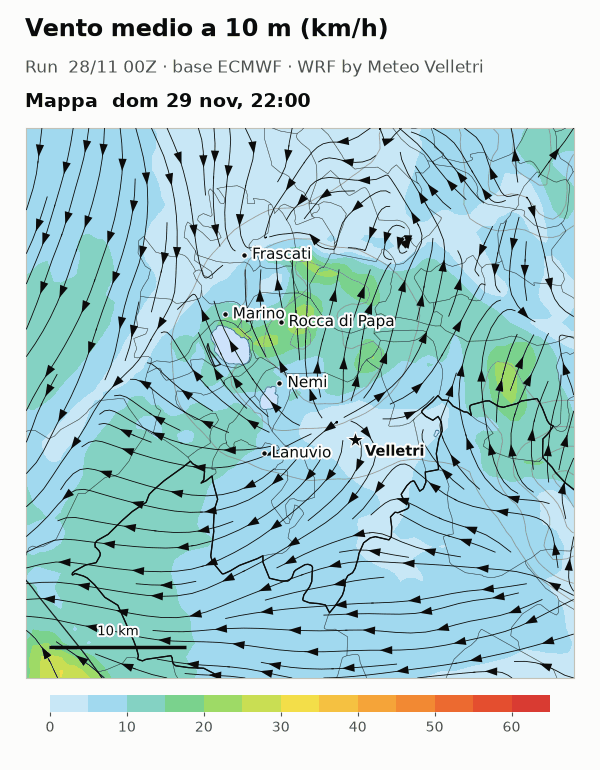 Vento medio a 10 m (km/h)
Run  28/11 00Z · base ECMWF · WRF by Meteo Velletri
Mappa  dom 29 nov, 22:00
Frascati
Marino
Rocca di Papa
Nemi
Velletri
Lanuvio
10 km
0 10 20 30 40 50 60